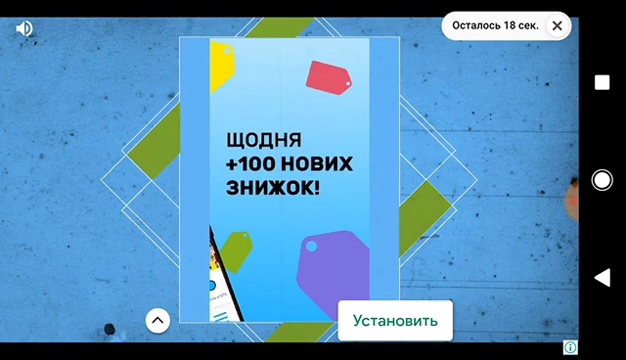 Осталось 18 сек.
ЩОДНЯ
+100 НОВИХ
ЗНИЖОК!
Установить